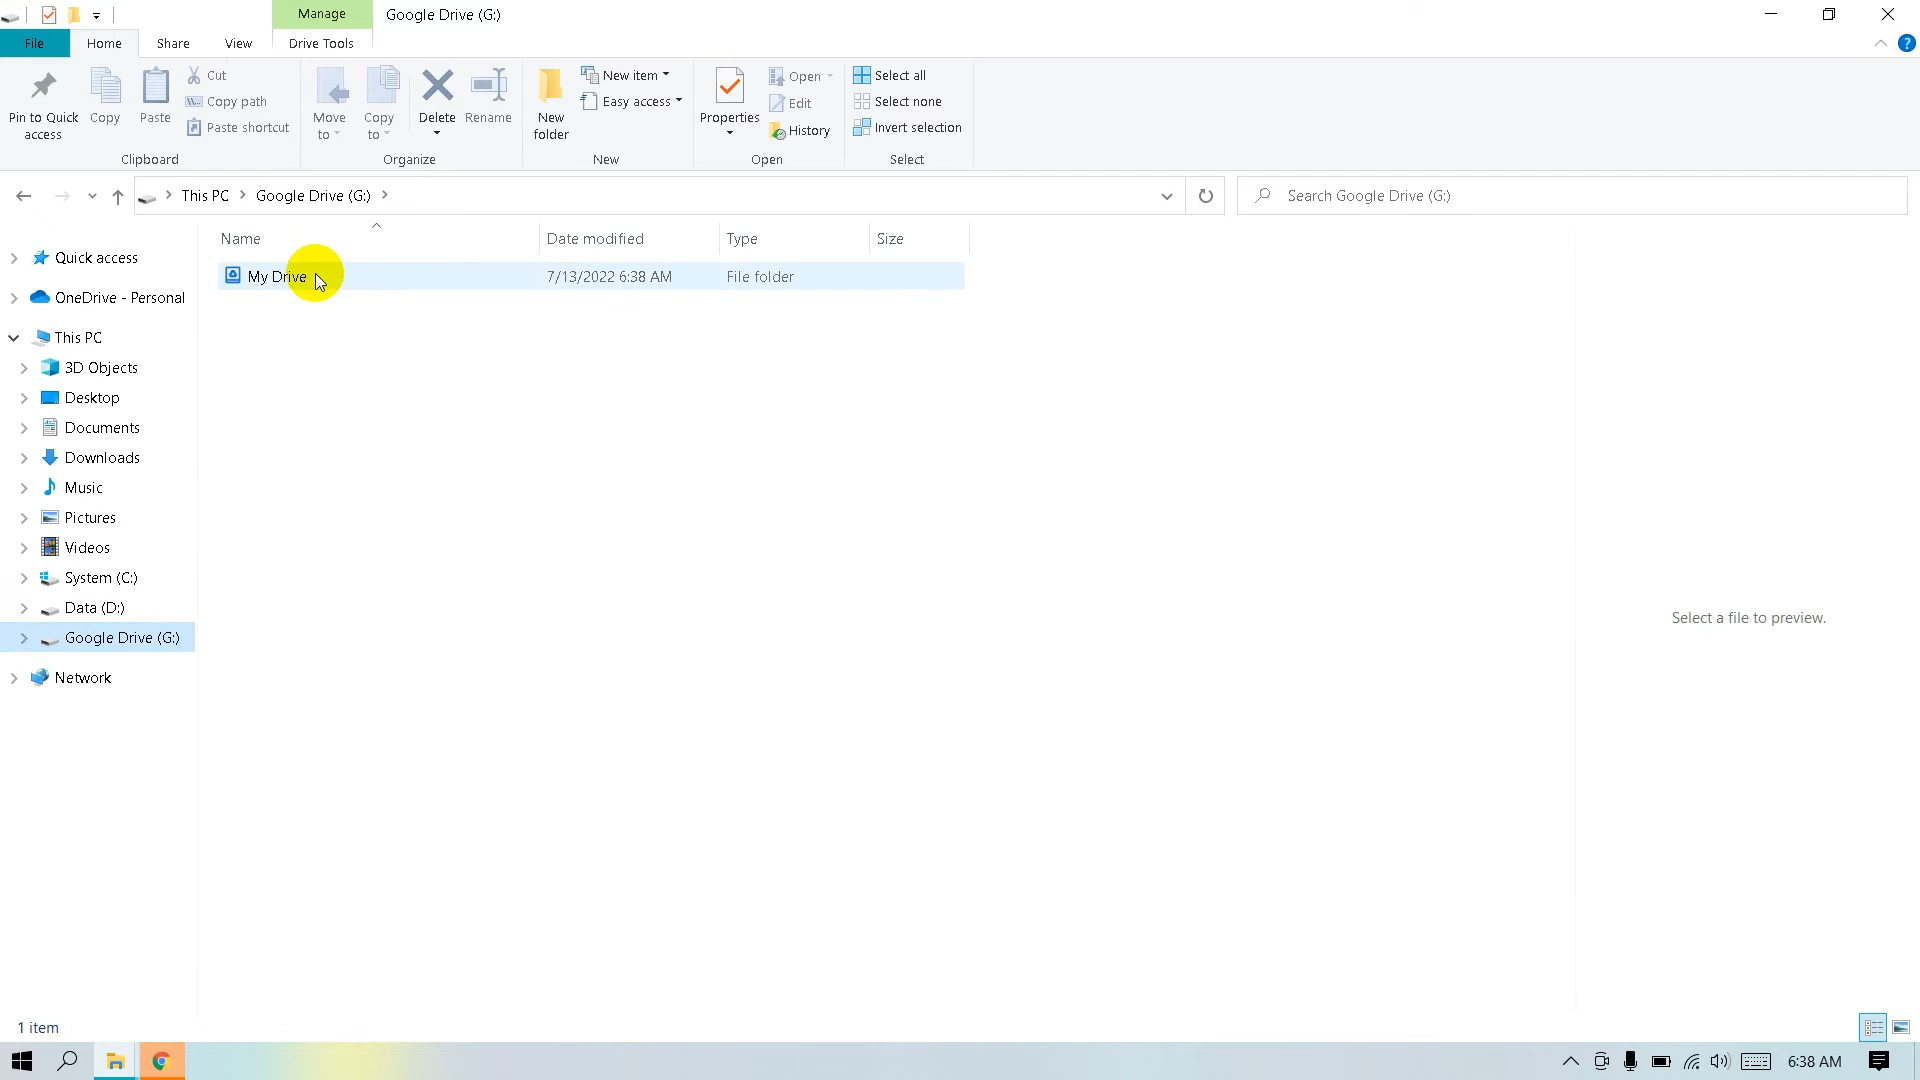 Manage
Google Drive (G:)
File
Home
Share
View
Drive Tools
Pin to Quick access
Copy
Paste
Cut
Copy path
Paste shortcut
Move to
Copy to
Delete
Rename
New folder
New item
Easy access
Properties
Open
Edit
History
Select all
Select none
Invert selection
Clipboard
Organize
New
Open
Select
This PC
Google Drive (G:)
Search Google Drive (G:)
Name
Date modified
Type
Size
My Drive
7/13/2022 6:38 AM
File folder
Quick access
OneDrive - Personal
This PC
3D Objects
Desktop
Documents
Downloads
Music
Pictures
Videos
System (C:)
Data (D:)
Google Drive (G:)
Network
Select a file to preview.
1 item
6:38 AM